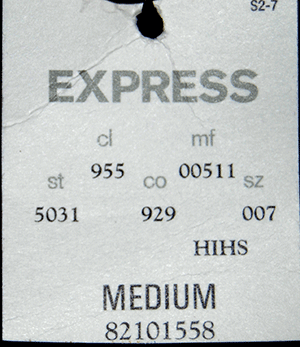 S2-7
EXPRESS
cl mf
955 00511
st co sz
5031 929 007
HIHS
MEDIUM
82101558